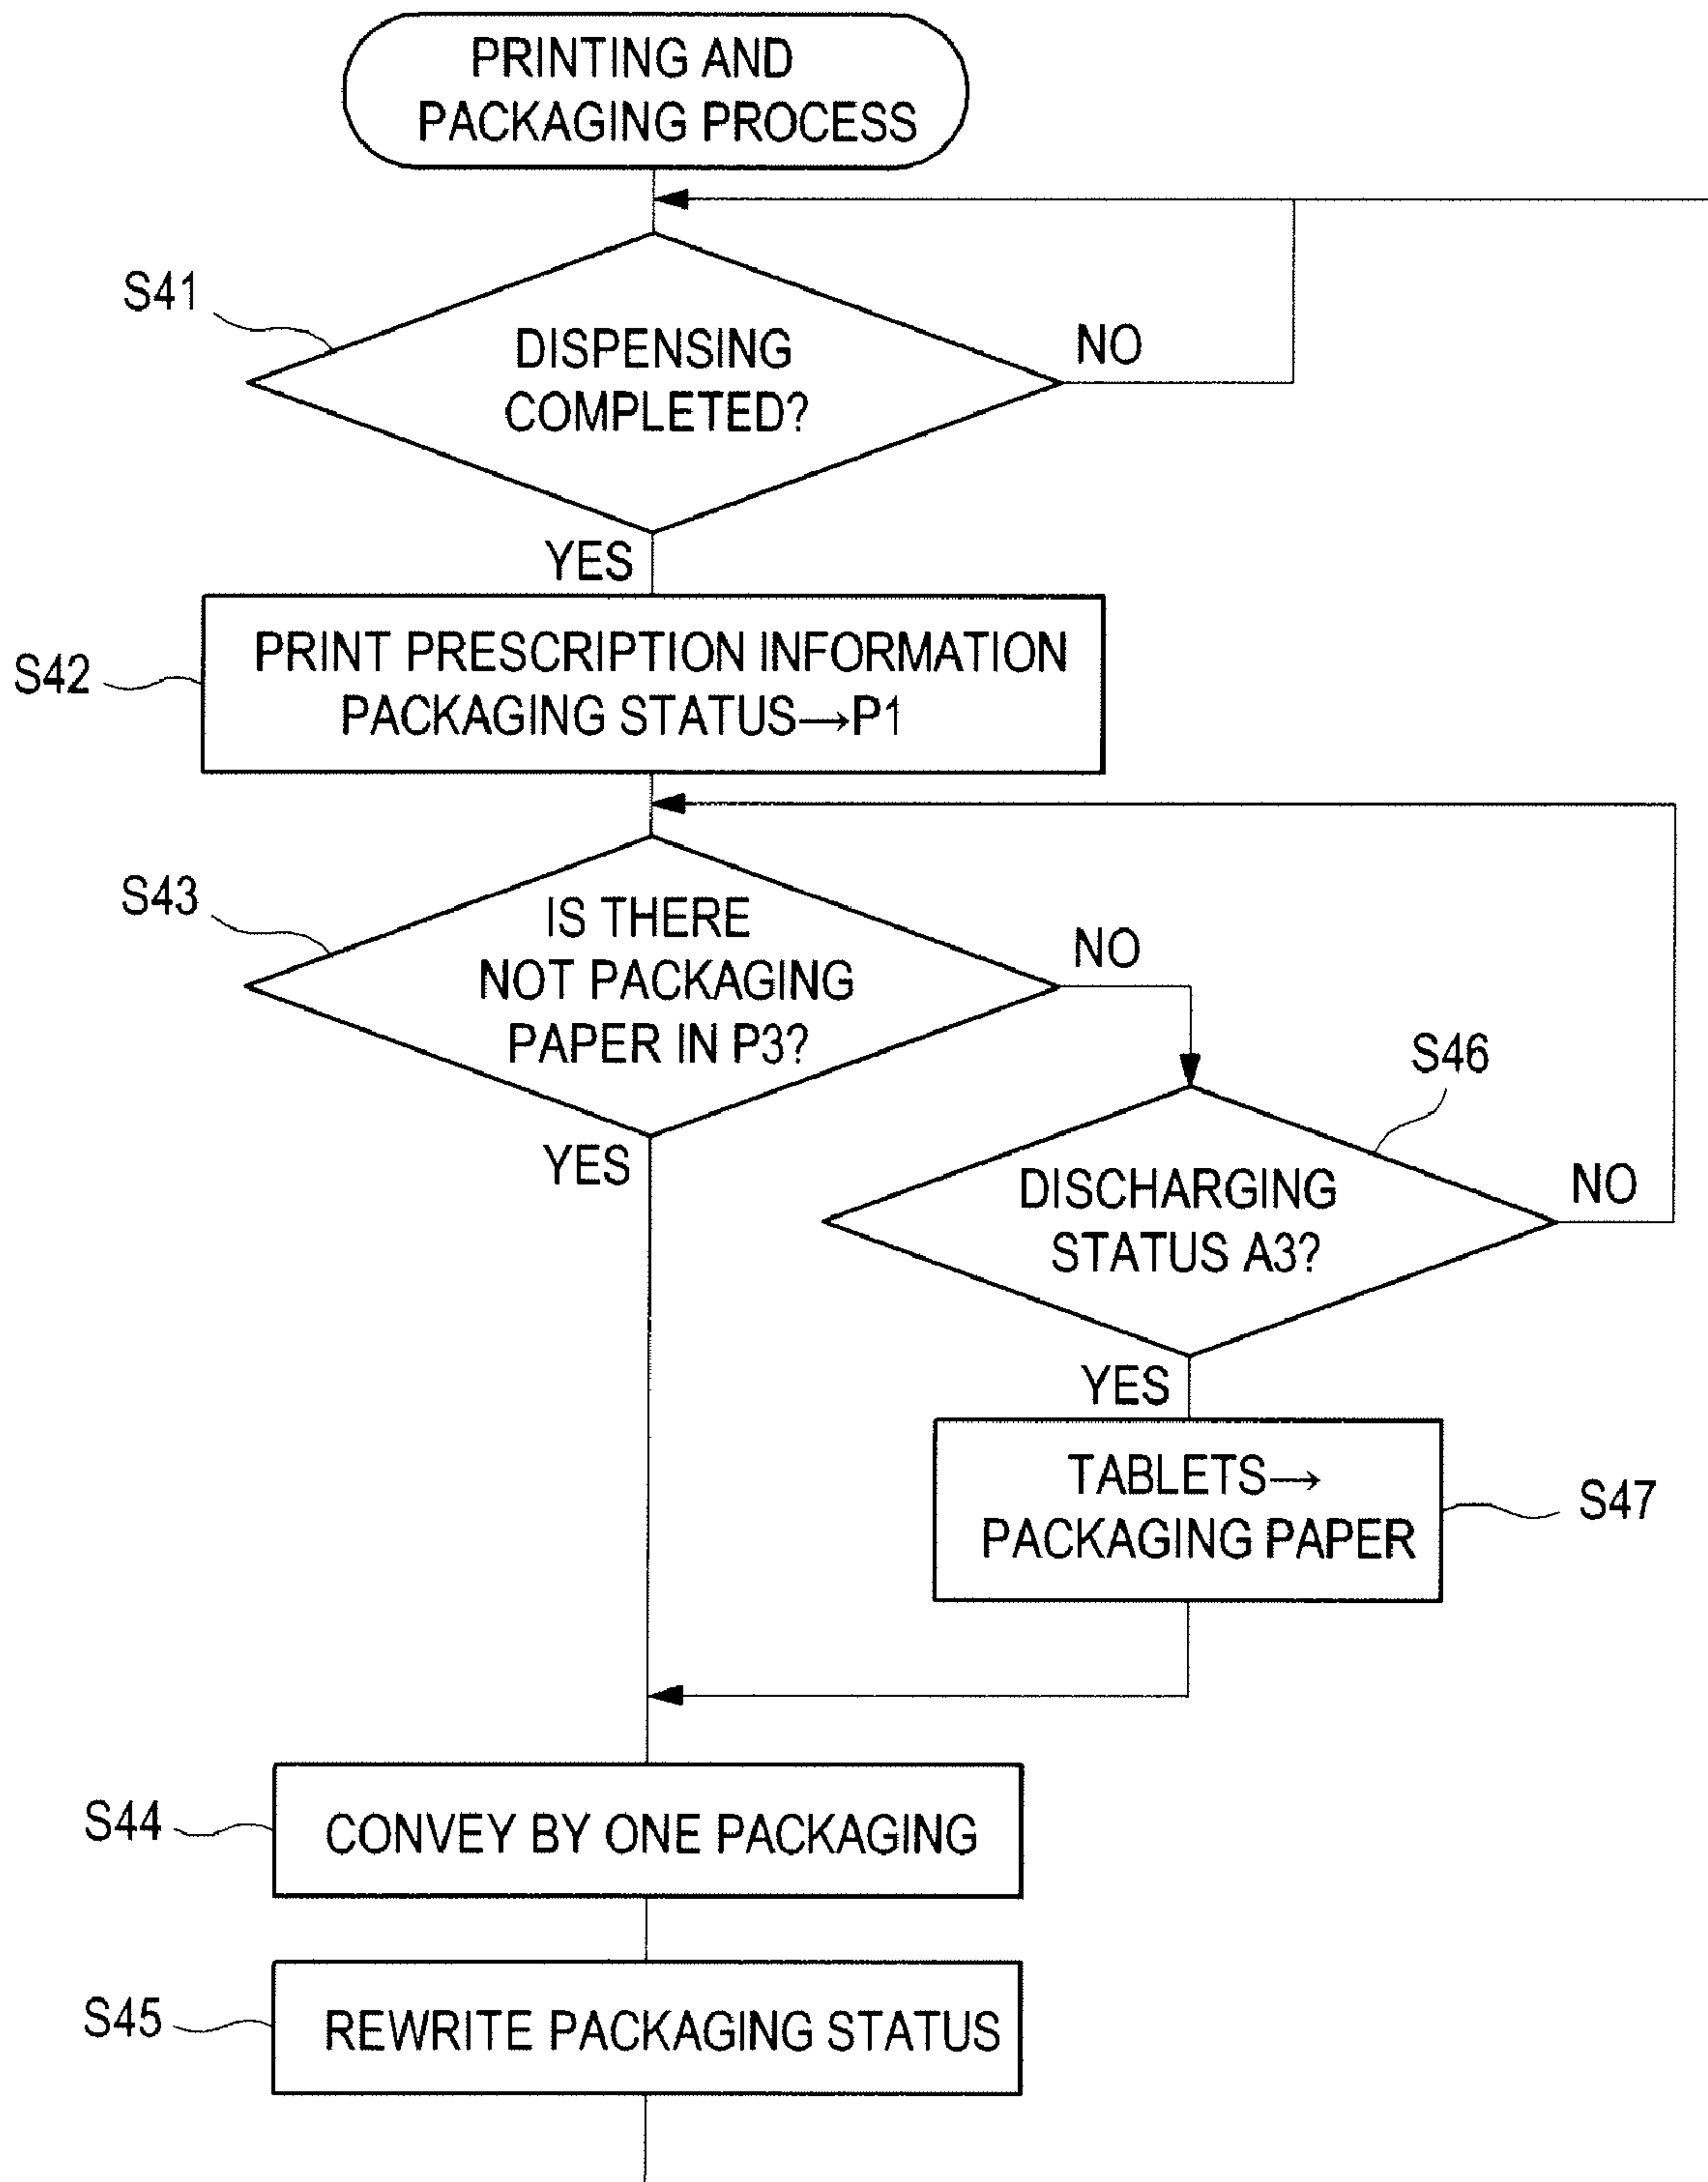 PRINTING AND
PACKAGING PROCESS
S41
DISPENSING
COMPLETED?
NO
YES
S42
PRINT PRESCRIPTION INFORMATION
PACKAGING STATUS→P1
S43
IS THERE
NOT PACKAGING
PAPER IN P3?
NO
YES
S46
DISCHARGING
STATUS A3?
NO
YES
TABLETS→
PACKAGING PAPER
S47
S44
CONVEY BY ONE PACKAGING
S45
REWRITE PACKAGING STATUS